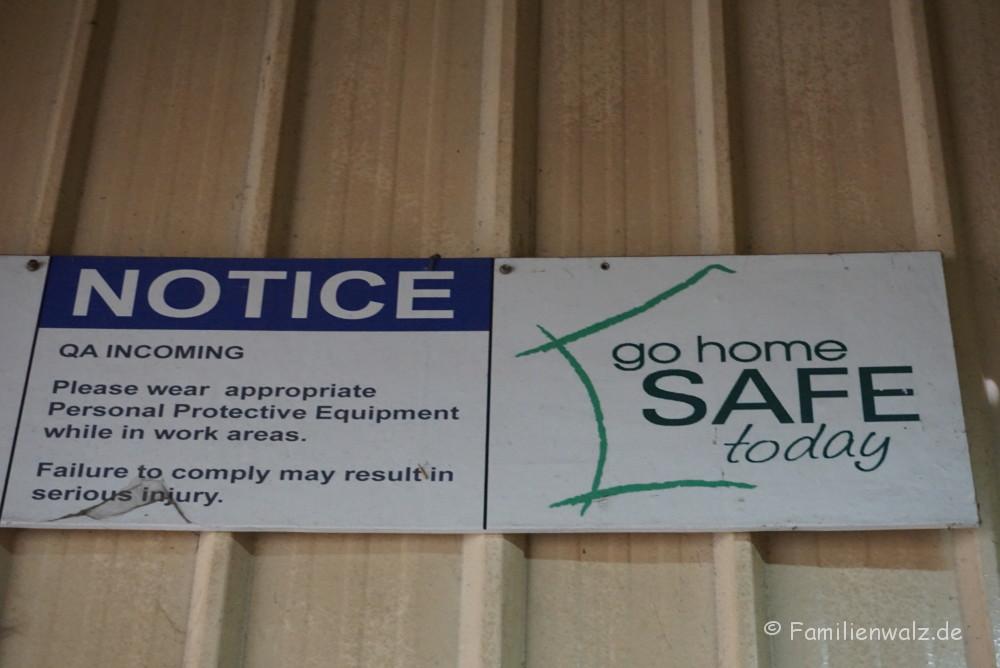 NOTICE
QA INCOMING
Please wear appropriate
Personal Protective Equipment
while in work areas.
Failure to comply may result in
serious injury.
go home
SAFE
today
© Familienwalz.de